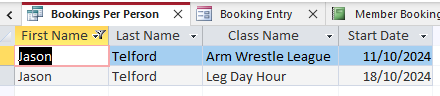 Bookings Per Person Booking Entry Member Booking
First Name Last Name Class Name Start Date
Jason Telford Arm Wrestle League 11/10/2024
Jason Telford Leg Day Hour 18/10/2024